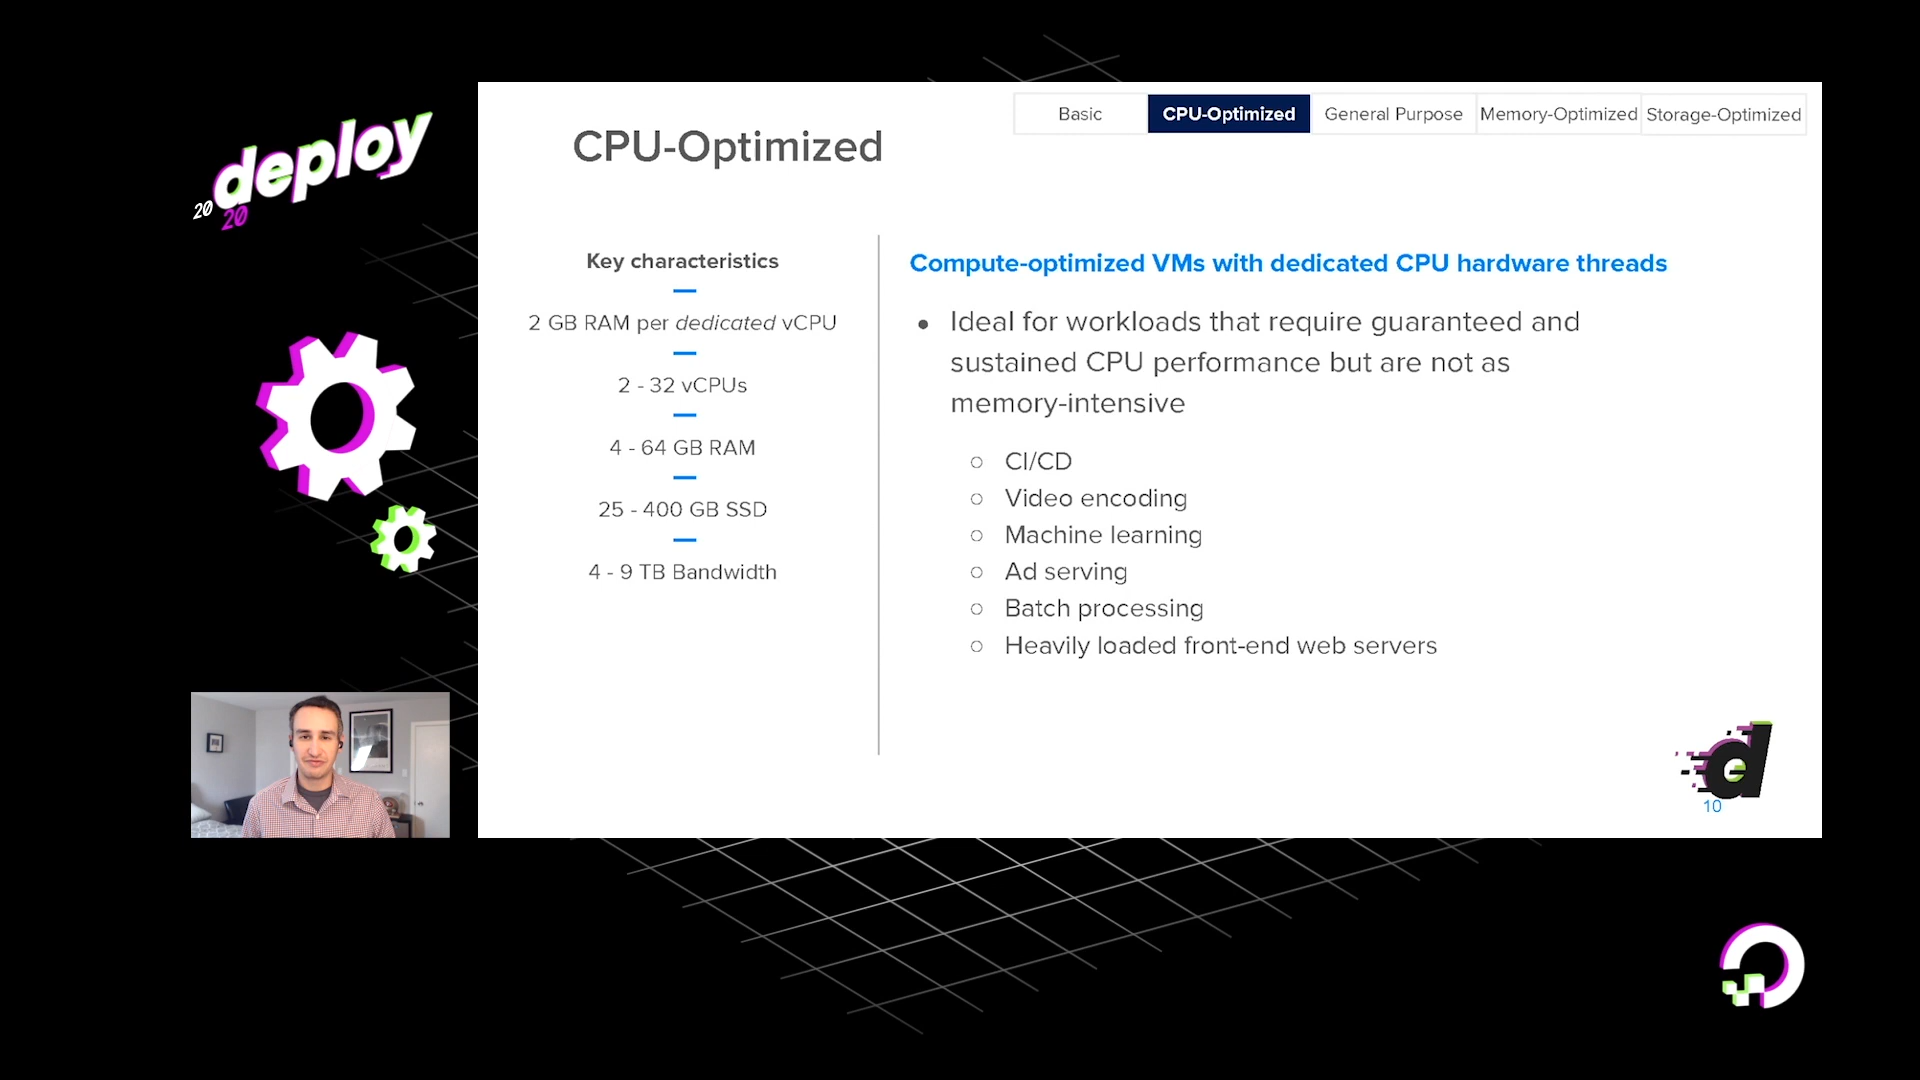 deploy
20
20
Basic
CPU-Optimized
General Purpose
Memory-Optimized
Storage-Optimized
CPU-Optimized
Key characteristics
2 GB RAM per dedicated vCPU
2 - 32 vCPUs
4 - 64 GB RAM
25 - 400 GB SSD
4 - 9 TB Bandwidth
Compute-optimized VMs with dedicated CPU hardware threads
● Ideal for workloads that require guaranteed and
sustained CPU performance but are not as
memory-intensive
○ CI/CD
○ Video encoding
○ Machine learning
○ Ad serving
○ Batch processing
○ Heavily loaded front-end web servers
d
10